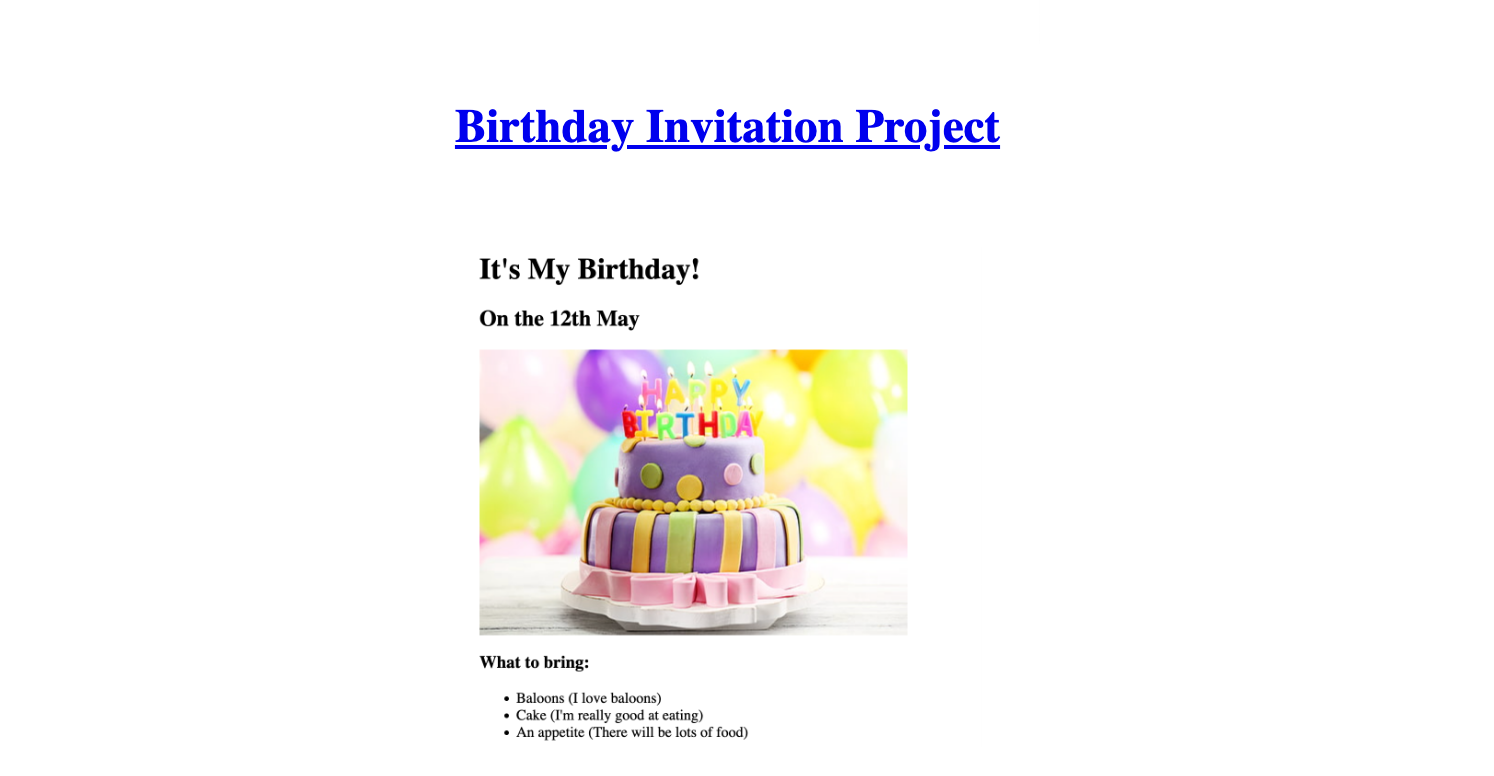 Birthday Invitation Project
It's My Birthday!
On the 12th May
HAPPY
BIRTHDAY
What to bring:
Baloons (I love baloons)
Cake (I'm really good at eating)
An appetite (There will be lots of food)